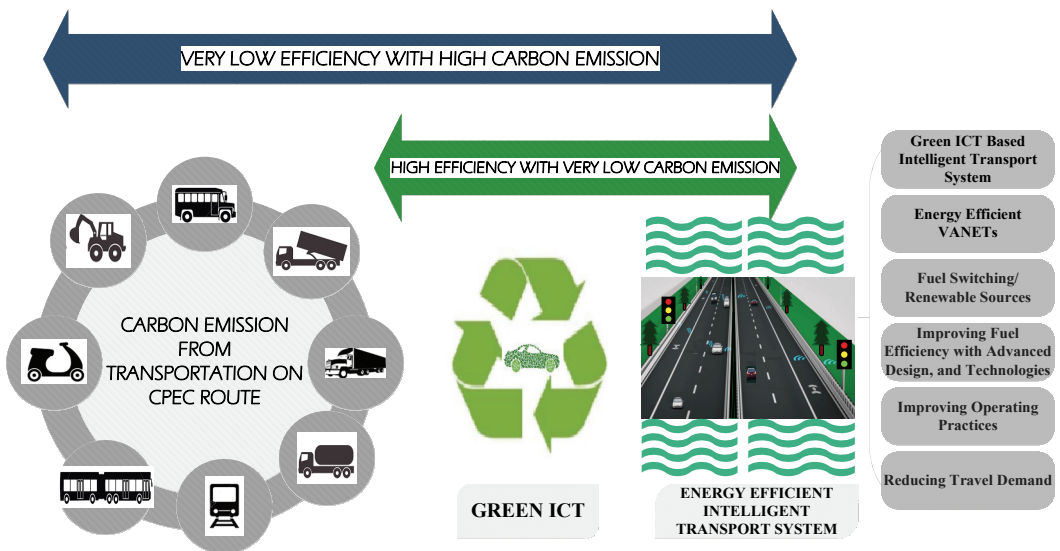 VERY LOW EFFICIENCY WITH HIGH CARBON EMISSION
HIGH EFFICIENCY WITH VERY LOW CARBON EMISSION
CARBON EMISSION
FROM
TRANSPORTATION ON
CPEC ROUTE
GREEN ICT
ENERGY EFFICIENT
INTELLIGENT
TRANSPORT SYSTEM
Green ICT Based
Intelligent Transport
System
Energy Efficient
VANETs
Fuel Switching/
Renewable Sources
Improving Fuel
Efficiency with Advanced
Design, and Technologies
Improving Operating
Practices
Reducing Travel Demand